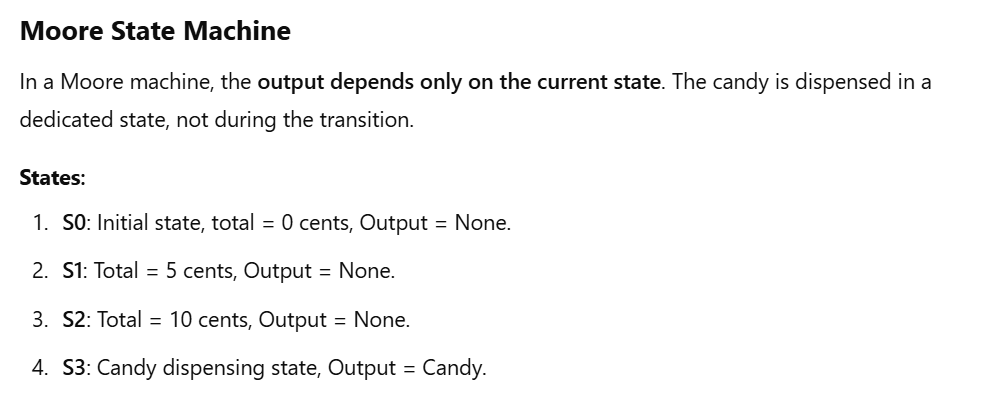 Moore State Machine
In a Moore machine, the output depends only on the current state. The candy is dispensed in a
dedicated state, not during the transition.
States:
1. S0: Initial state, total = 0 cents, Output = None.
2. S1: Total = 5 cents, Output = None.
3. S2: Total = 10 cents, Output = None.
4. S3: Candy dispensing state, Output = Candy.